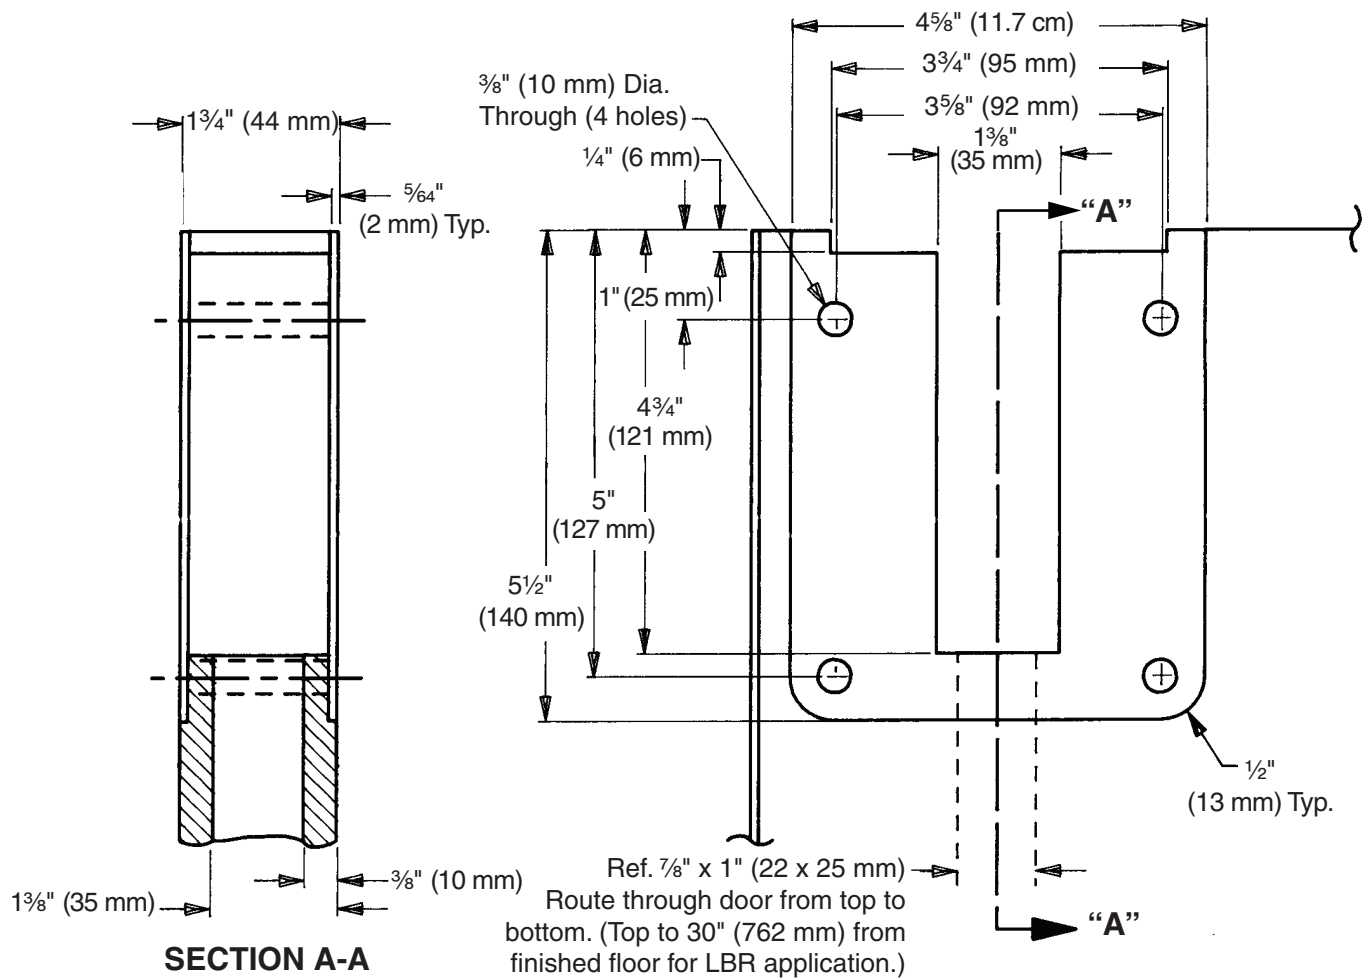 4⅝" (11.7 cm)
3¾" (95 mm)
⅜" (10 mm) Dia.
Through (4 holes)
3⅝" (92 mm)
1¾" (44 mm)
1⅜"
(35 mm)
¼" (6 mm)
5⁄64"
(2 mm) Typ.
“A”
1" (25 mm)
4¾"
(121 mm)
5"
(127 mm)
5½"
(140 mm)
½"
(13 mm) Typ.
⅜" (10 mm)
1⅜" (35 mm)
Ref. ⅞" x 1" (22 x 25 mm)
Route through door from top to
bottom. (Top to 30" (762 mm) from
finished floor for LBR application.)
“A”
SECTION A-A